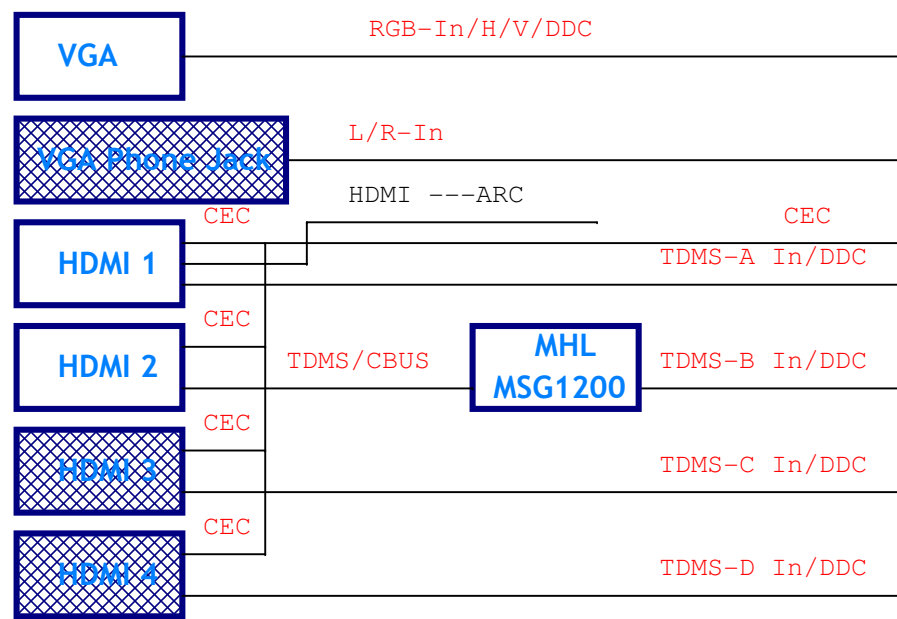 RGB-In/H/V/DDC
VGA
L/R-In
VGA Phone Jack
HDMI ---ARC
CEC
CEC
HDMI 1
TDMS-A In/DDC
CEC
HDMI 2
TDMS/CBUS
MHL
MSG1200
TDMS-B In/DDC
CEC
HDMI 3
TDMS-C In/DDC
CEC
HDMI 4
TDMS-D In/DDC